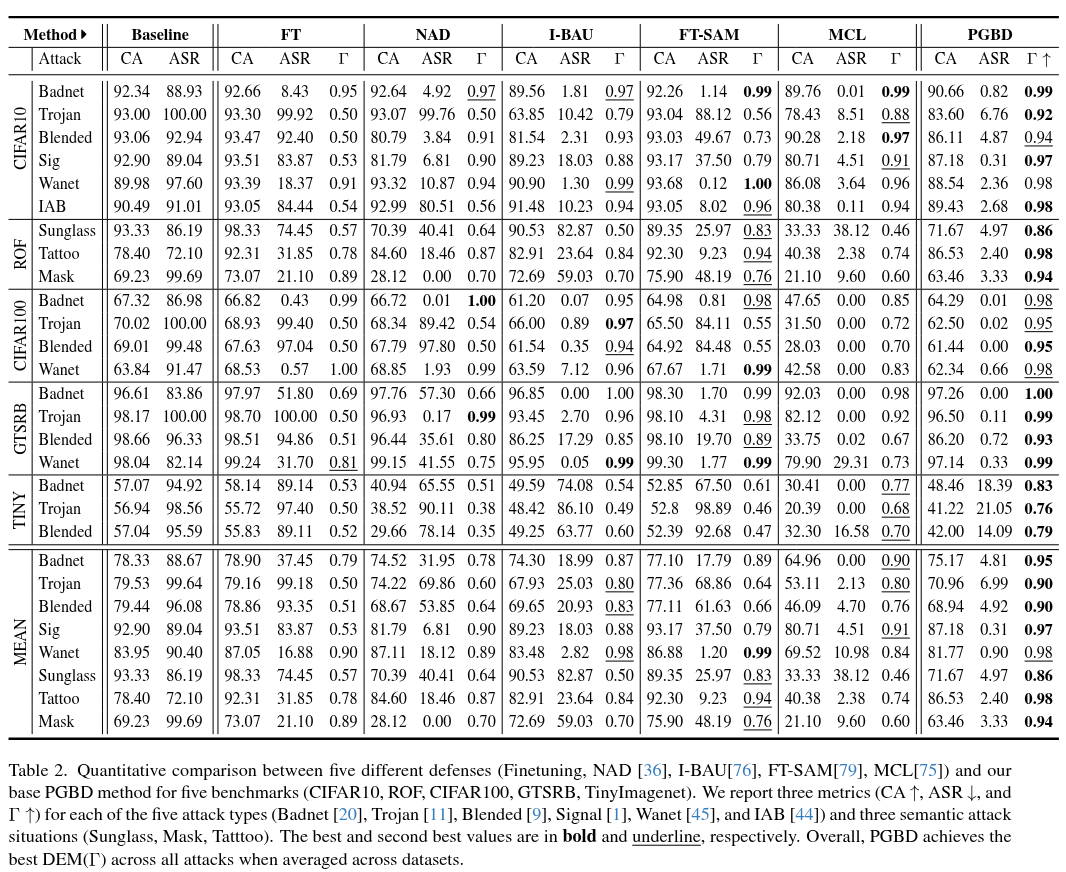 Method Baseline FT NAD I-BAU FT-SAM MCL PGBD
Attack CA ASR CA ASR Γ CA ASR Γ CA ASR Γ CA ASR Γ CA ASR Γ CA ASR Γ ↑
CIFAR10
Badnet 92.34 88.93 92.66 8.43 0.95 92.64 4.92 0.97 89.56 1.81 0.97 92.26 1.14 0.99 89.76 0.01 0.99 90.66 0.82 0.99
Trojan 93.00 100.00 93.30 99.92 0.50 93.07 99.76 0.50 63.85 10.42 0.79 93.04 88.12 0.56 78.43 8.51 0.88 83.60 6.76 0.92
Blended 93.06 92.94 93.47 92.40 0.50 80.79 3.84 0.91 81.54 2.31 0.93 93.03 49.67 0.73 90.28 2.18 0.97 86.11 4.87 0.94
Sig 92.90 89.04 93.51 83.87 0.53 81.79 6.81 0.90 89.23 18.03 0.88 93.17 37.50 0.79 80.71 4.51 0.91 87.18 0.31 0.97
Wanet 89.98 97.60 93.39 18.37 0.91 93.32 10.87 0.94 90.90 1.30 0.99 93.68 0.12 1.00 86.08 3.64 0.96 88.54 2.36 0.98
IAB 90.49 91.01 93.05 84.44 0.54 92.99 80.51 0.56 91.48 10.23 0.94 93.05 8.02 0.96 80.38 0.11 0.94 89.43 2.68 0.98
ROF
Sunglass 93.33 86.19 98.33 74.45 0.57 70.39 40.41 0.64 90.53 82.87 0.50 89.35 25.97 0.83 33.33 38.12 0.46 71.67 4.97 0.86
Tattoo 78.40 72.10 92.31 31.85 0.78 84.60 18.46 0.87 82.91 23.64 0.84 92.30 9.23 0.94 40.38 2.38 0.74 86.53 2.40 0.98
Mask 69.23 99.69 73.07 21.10 0.89 28.12 0.00 0.70 72.69 59.03 0.70 75.90 48.19 0.76 21.10 9.60 0.60 63.46 3.33 0.94
CIFAR100
Badnet 67.32 86.98 66.82 0.43 0.99 66.72 0.01 1.00 61.20 0.07 0.95 64.98 0.81 0.98 47.65 0.00 0.85 64.29 0.01 0.98
Trojan 70.02 100.00 68.93 99.40 0.50 68.34 89.42 0.54 66.00 0.89 0.97 65.50 84.11 0.55 31.50 0.00 0.72 62.50 0.02 0.95
Blended 69.01 99.48 67.63 97.04 0.50 67.79 97.80 0.50 61.54 0.35 0.94 64.92 84.48 0.55 28.03 0.00 0.70 61.44 0.00 0.95
Wanet 63.84 91.47 68.53 0.57 1.00 68.85 1.93 0.99 63.59 7.12 0.96 67.67 1.71 0.99 42.58 0.00 0.83 62.34 0.66 0.98
GTSRB
Badnet 96.61 83.86 97.97 51.80 0.69 97.76 57.30 0.66 96.85 0.00 1.00 98.30 1.70 0.99 92.03 0.00 0.98 97.26 0.00 1.00
Trojan 98.17 100.00 98.70 100.00 0.50 96.93 0.17 0.99 93.45 2.70 0.96 98.10 4.31 0.98 82.12 0.00 0.92 96.50 0.11 0.99
Blended 98.66 96.33 98.51 94.86 0.51 96.44 35.61 0.80 86.25 17.29 0.85 98.10 19.70 0.89 33.75 0.02 0.67 86.20 0.72 0.93
Wanet 98.04 82.14 99.24 31.70 0.81 99.15 41.55 0.75 95.95 0.05 0.99 99.30 1.77 0.99 79.90 29.31 0.73 97.14 0.33 0.99
TINY
Badnet 57.07 94.92 58.14 89.14 0.53 40.94 65.55 0.51 49.59 74.08 0.54 52.85 67.50 0.61 30.41 0.00 0.77 48.46 18.39 0.83
Trojan 56.94 98.56 55.72 97.40 0.50 38.52 90.11 0.38 48.42 86.10 0.49 52.8 98.89 0.46 20.39 0.00 0.68 41.22 21.05 0.76
Blended 57.04 95.59 55.83 89.11 0.52 29.66 78.14 0.35 49.25 63.77 0.60 52.39 92.68 0.47 32.30 16.58 0.70 42.00 14.09 0.79
MEAN
Badnet 78.33 88.67 78.90 37.45 0.79 74.52 31.95 0.78 74.30 18.99 0.87 77.10 17.79 0.89 64.96 0.00 0.90 75.17 4.81 0.95
Trojan 79.53 99.64 79.16 99.18 0.50 74.22 69.86 0.60 67.93 25.03 0.80 77.36 68.86 0.64 53.11 2.13 0.80 70.96 6.99 0.90
Blended 79.44 96.08 78.86 93.35 0.51 68.67 53.85 0.64 69.65 20.93 0.83 77.11 61.63 0.66 46.09 4.70 0.76 68.94 4.92 0.90
Sig 92.90 89.04 93.51 83.87 0.53 81.79 6.81 0.90 89.23 18.03 0.88 93.17 37.50 0.79 80.71 4.51 0.91 87.18 0.31 0.97
Wanet 83.95 90.40 87.05 16.88 0.90 87.11 18.12 0.89 83.48 2.82 0.98 86.88 1.20 0.99 69.52 10.98 0.84 81.77 0.90 0.98
Sunglass 93.33 86.19 98.33 74.45 0.57 70.39 40.41 0.64 90.53 82.87 0.50 89.35 25.97 0.83 33.33 38.12 0.46 71.67 4.97 0.86
Tattoo 78.40 72.10 92.31 31.85 0.78 84.60 18.46 0.87 82.91 23.64 0.84 92.30 9.23 0.94 40.38 2.38 0.74 86.53 2.40 0.98
Mask 69.23 99.69 73.07 21.10 0.89 28.12 0.00 0.70 72.69 59.03 0.70 75.90 48.19 0.76 21.10 9.60 0.60 63.46 3.33 0.94
Table 2. Quantitative comparison between five different defenses (Finetuning, NAD [36], I-BAU[76], FT-SAM[79], MCL[75]) and our
base PGBD method for five benchmarks (CIFAR10, ROF, CIFAR100, GTSRB, TinyImagenet). We report three metrics (CA ↑, ASR ↓, and
Γ ↑) for each of the five attack types (Badnet [20], Trojan [11], Blended [9], Signal [1], Wanet [45], and IAB [44]) and three semantic attack
situations (Sunglass, Mask, Tatttoo). The best and second best values are in bold and underline, respectively. Overall, PGBD achieves the
best DEM(Γ) across all attacks when averaged across datasets.